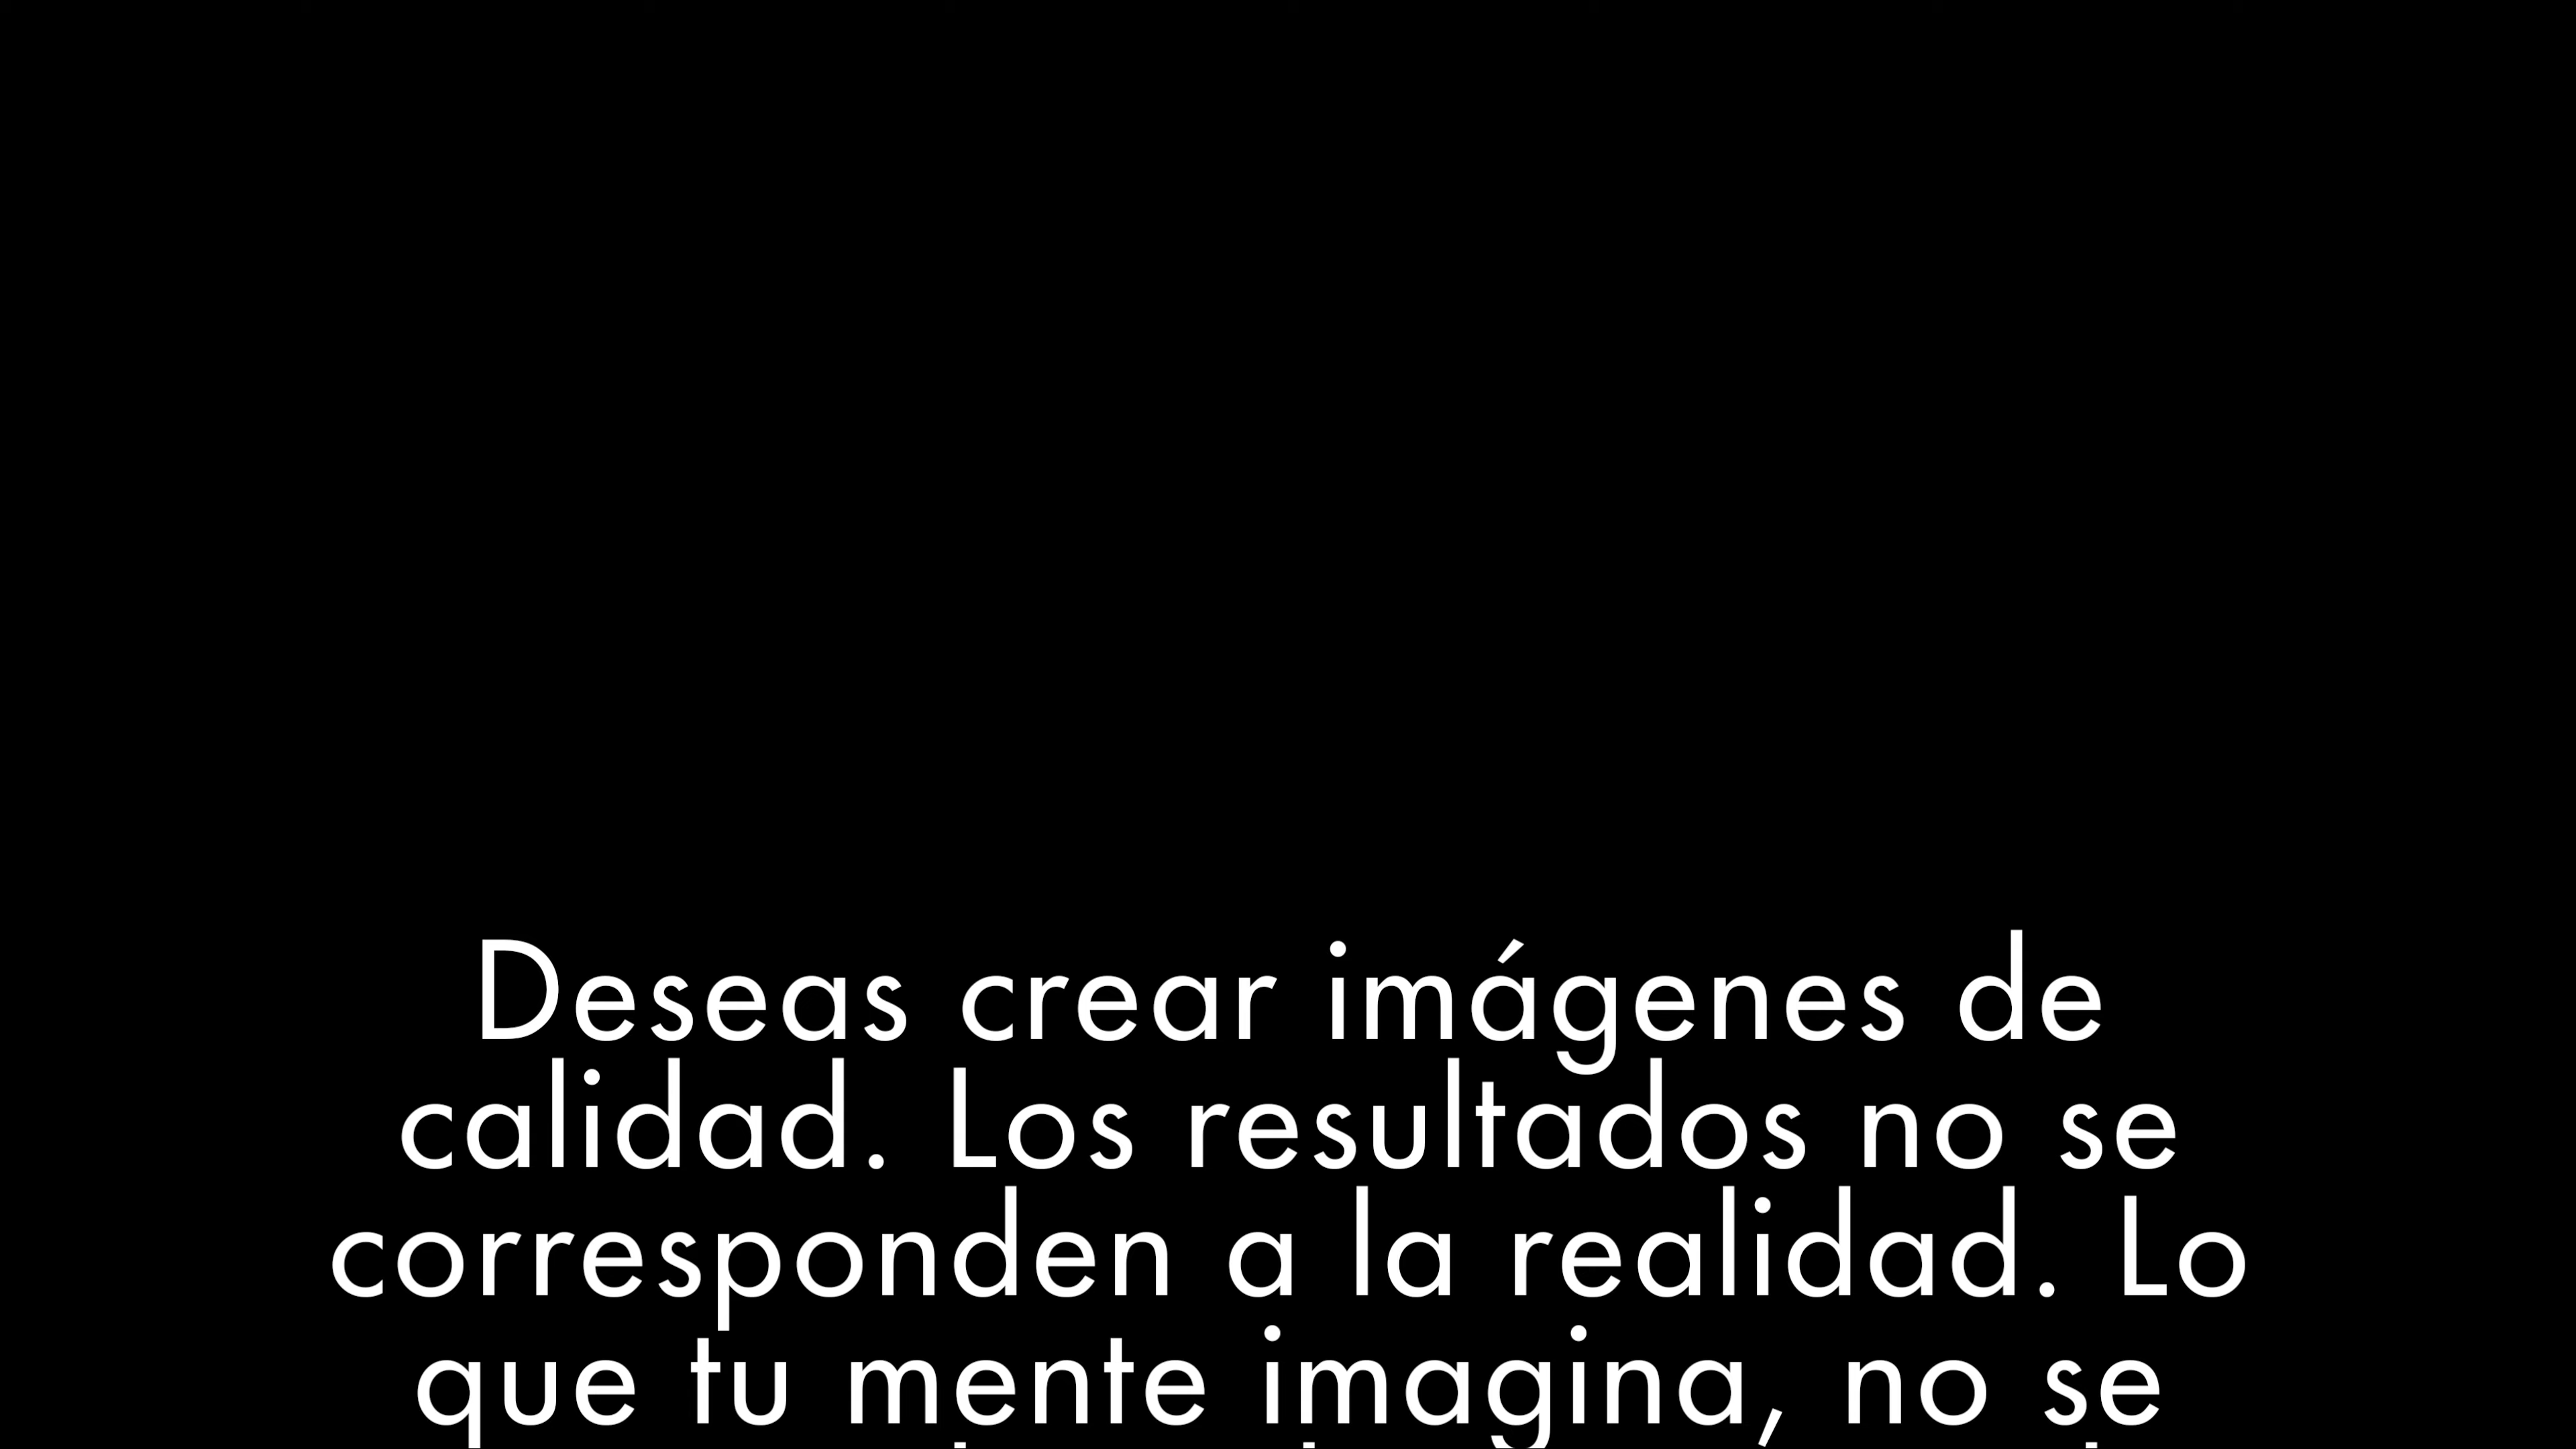 Deseas crear imágenes de
calidad. Los resultados no se
corresponden a la realidad. Lo
que tu mente imagina, no se